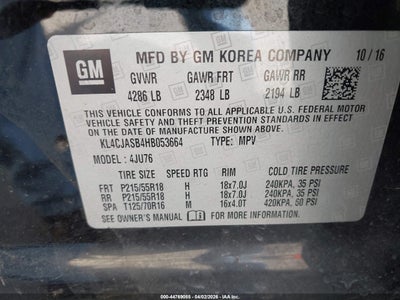 GM
MFD BY GM KOREA COMPANY 10/16
GVWR GAWR FRT GAWR RR
4286 LB 2348 LB 2194 LB
THIS VEHICLE CONFORMS TO ALL APPLICABLE U.S. FEDERAL MOTOR
VEHICLE SAFETY AND THEFT PREVENTION STANDARDS IN EFFECT
ON THE DATE OF MANUFACTURE SHOWN ABOVE.
KL4CJASB4HB053664 TYPE: MPV
MODEL: 4JU76
TIRE SIZE SPEED RTG RIM COLD TIRE PRESSURE
FRT P215/55R18 H 18x7.0J 240KPA, 35 PSI
RR P215/55R18 H 18x7.0J 240KPA, 35 PSI
SPA T125/70R16 M 16x4.0T 420KPA, 60 PSI
SEE OWNER'S MANUAL FOR MORE INFORMATION.
000-44769055 - 04/02/2026 -